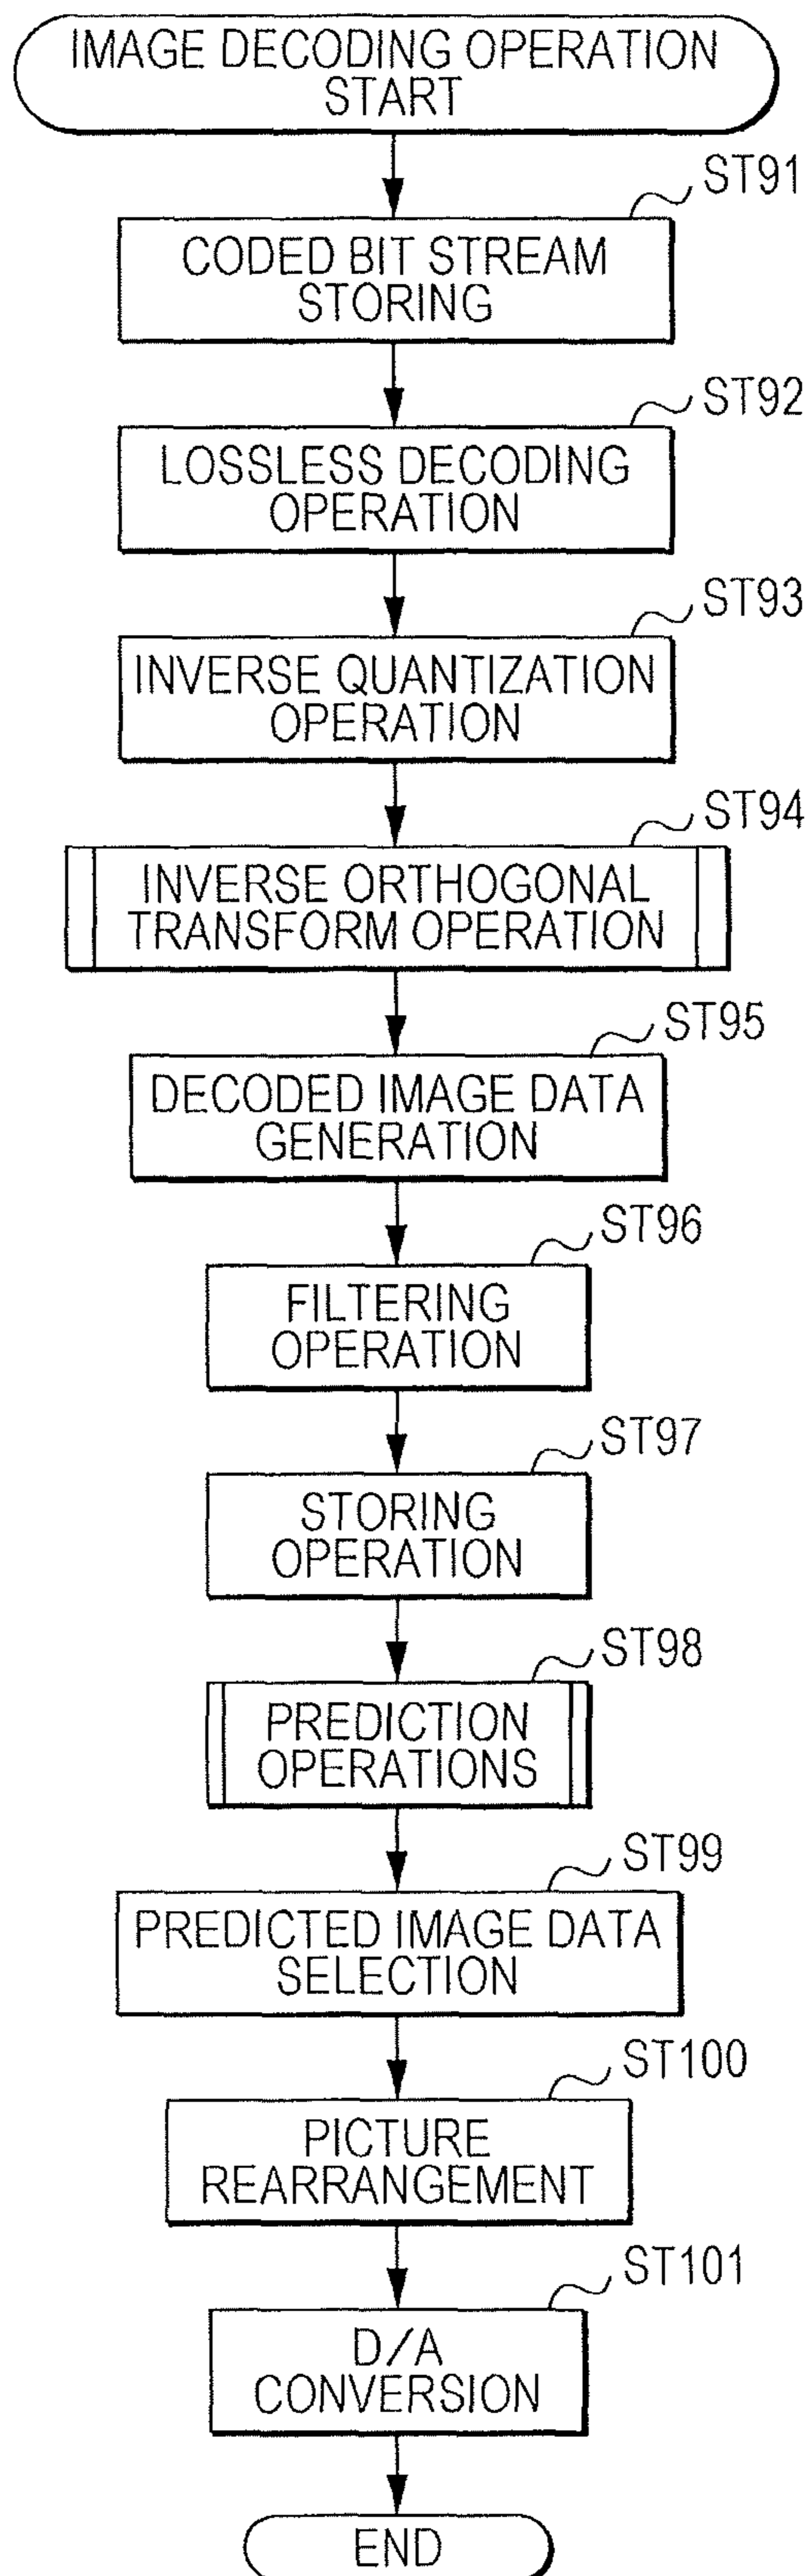 IMAGE DECODING OPERATION
START
ST91
CODED BIT STREAM
STORING
ST92
LOSSLESS DECODING
OPERATION
ST93
INVERSE QUANTIZATION
OPERATION
ST94
INVERSE ORTHOGONAL
TRANSFORM OPERATION
ST95
DECODED IMAGE DATA
GENERATION
ST96
FILTERING
OPERATION
ST97
STORING
OPERATION
ST98
PREDICTION
OPERATIONS
ST99
PREDICTED IMAGE DATA
SELECTION
ST100
PICTURE
REARRANGEMENT
ST101
D/A
CONVERSION
END